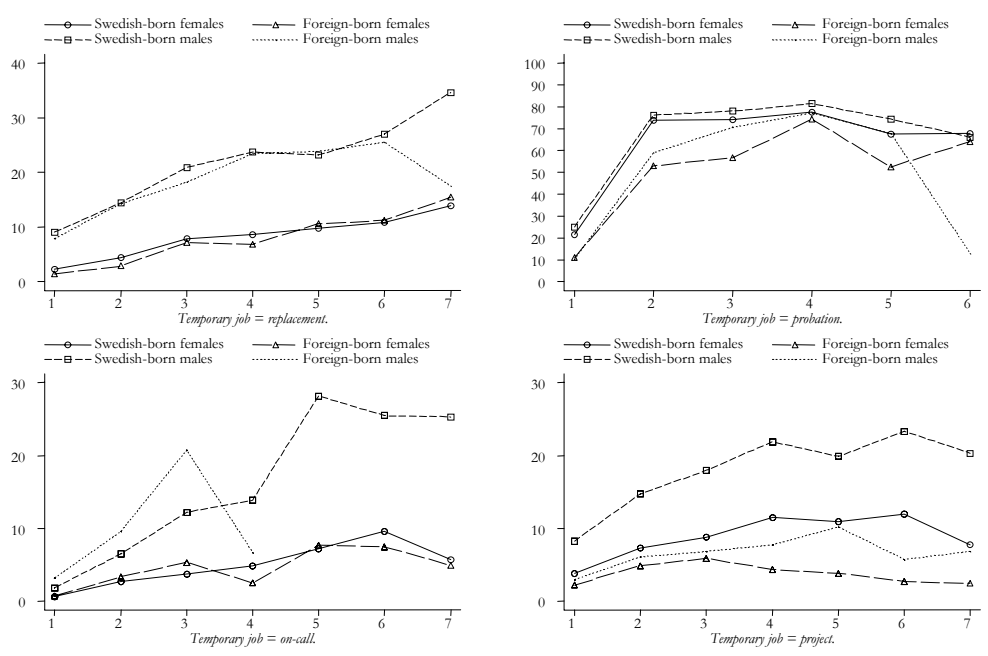 Swedish-born females Foreign-born females
Swedish-born males Foreign-born males
40
30
20
10
0
1 2 3 4 5 6 7
Temporary job = replacement.
Swedish-born females Foreign-born females
Swedish-born males Foreign-born males
100
90
80
70
60
50
40
30
20
10
0
1 2 3 4 5 6
Temporary job = probation.
Swedish-born females Foreign-born females
Swedish-born males Foreign-born males
30
20
10
0
1 2 3 4 5 6 7
Temporary job = on-call.
Swedish-born females Foreign-born females
Swedish-born males Foreign-born males
30
20
10
0
1 2 3 4 5 6 7
Temporary job = project.